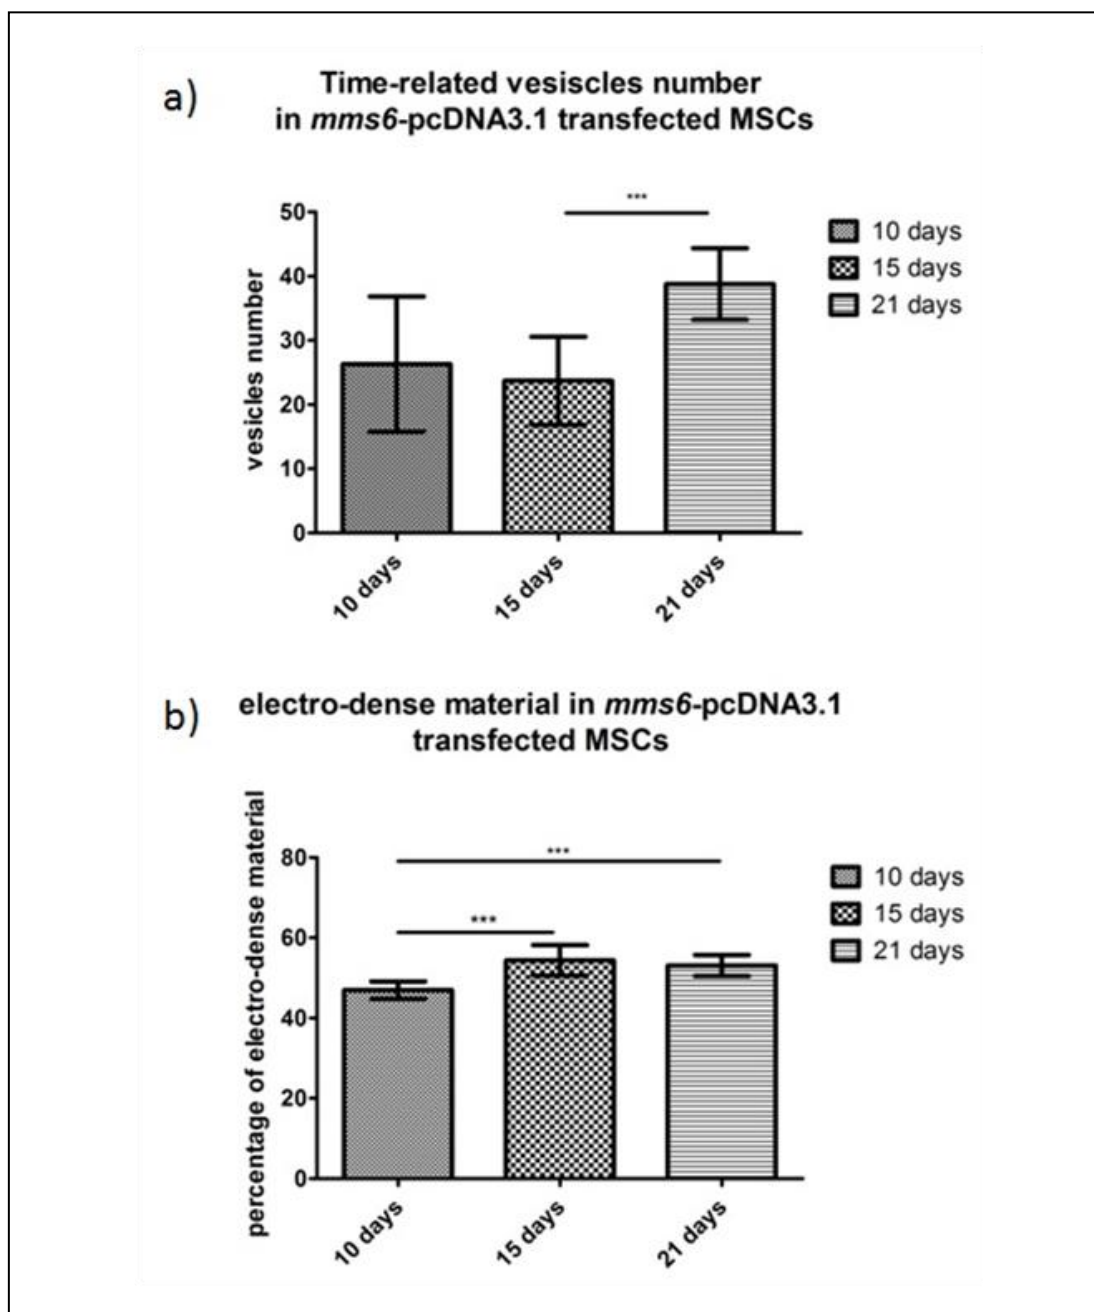 a)
Time-related vesiscles number
in mms6-pcDNA3.1 transfected MSCs
***
50
40
30
20
10
0
vesicles number
10 days
15 days
21 days
10 days
15 days
21 days
b)
electro-dense material in mms6-pcDNA3.1
transfected MSCs
***
***
80
60
40
20
0
percentage of electro-dense material
10 days
15 days
21 days
10 days
15 days
21 days